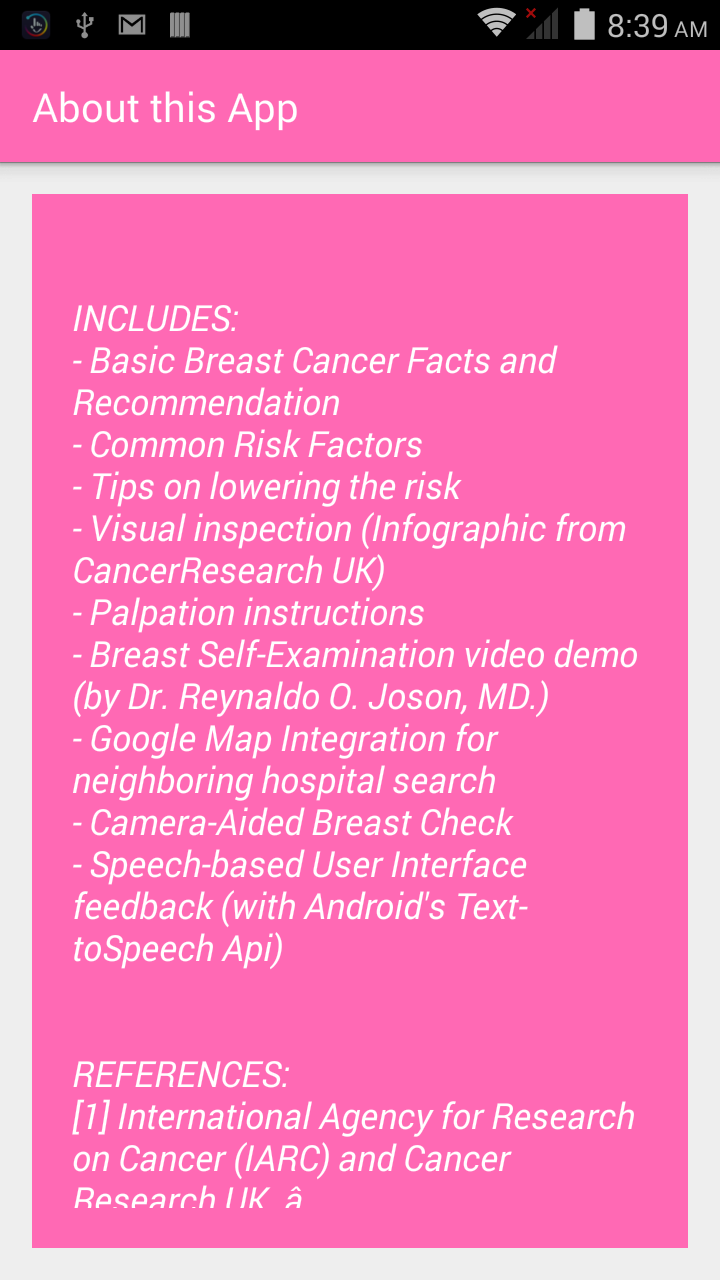 8:39 AM
About this App
INCLUDES:
- Basic Breast Cancer Facts and
Recommendation
- Common Risk Factors
- Tips on lowering the risk
- Visual inspection (Infographic from
CancerResearch UK)
- Palpation instructions
- Breast Self-Examination video demo
(by Dr. Reynaldo O. Joson, MD.)
- Google Map Integration for
neighboring hospital search
- Camera-Aided Breast Check
- Speech-based User Interface
feedback (with Android's Text-
toSpeech Api)
REFERENCES:
[1] International Agency for Research
on Cancer (IARC) and Cancer
Research UK. â